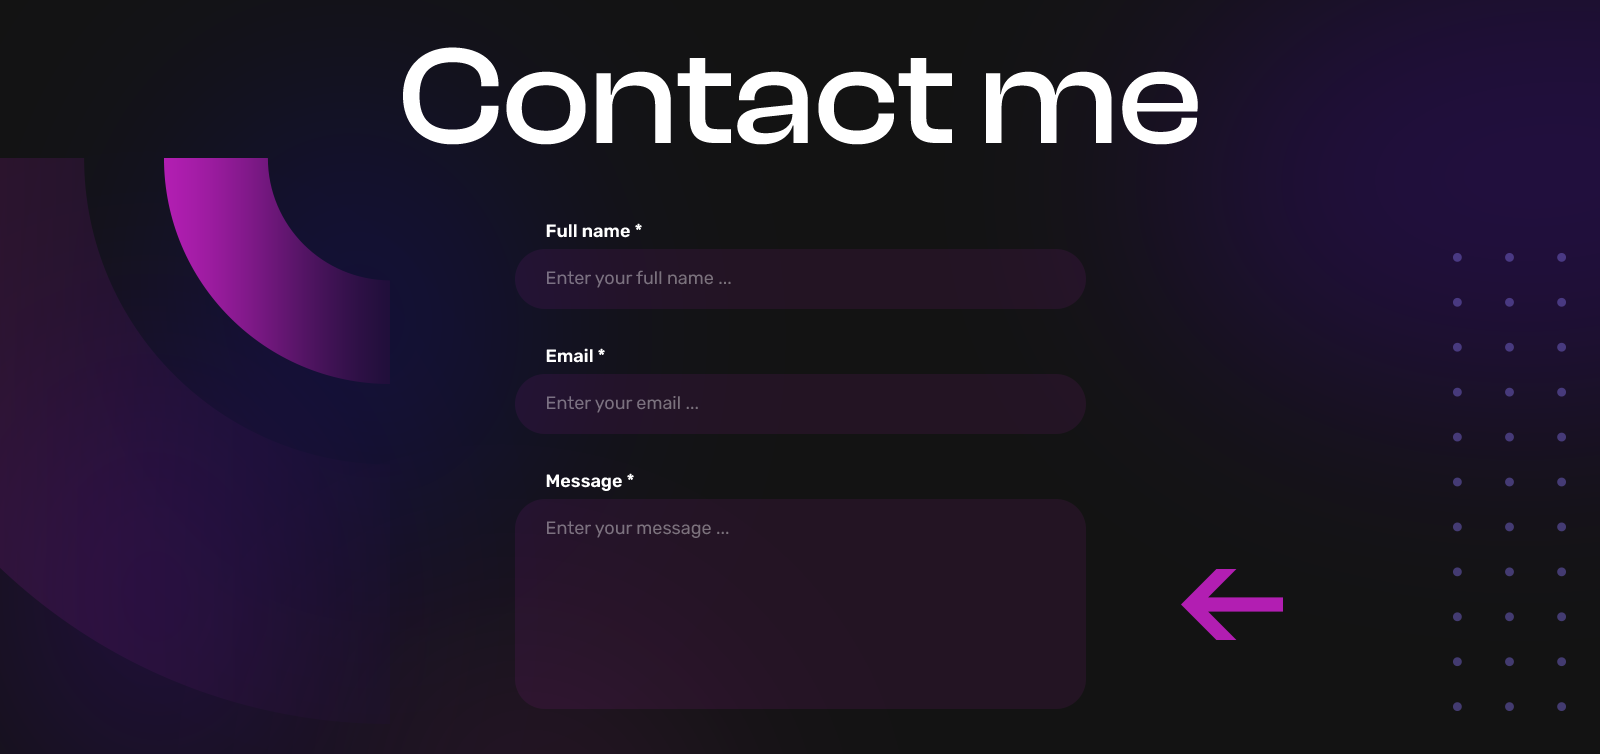 Contact me
Full name *
Enter your full name ...
Email *
Enter your email ...
Message *
Enter your message ...